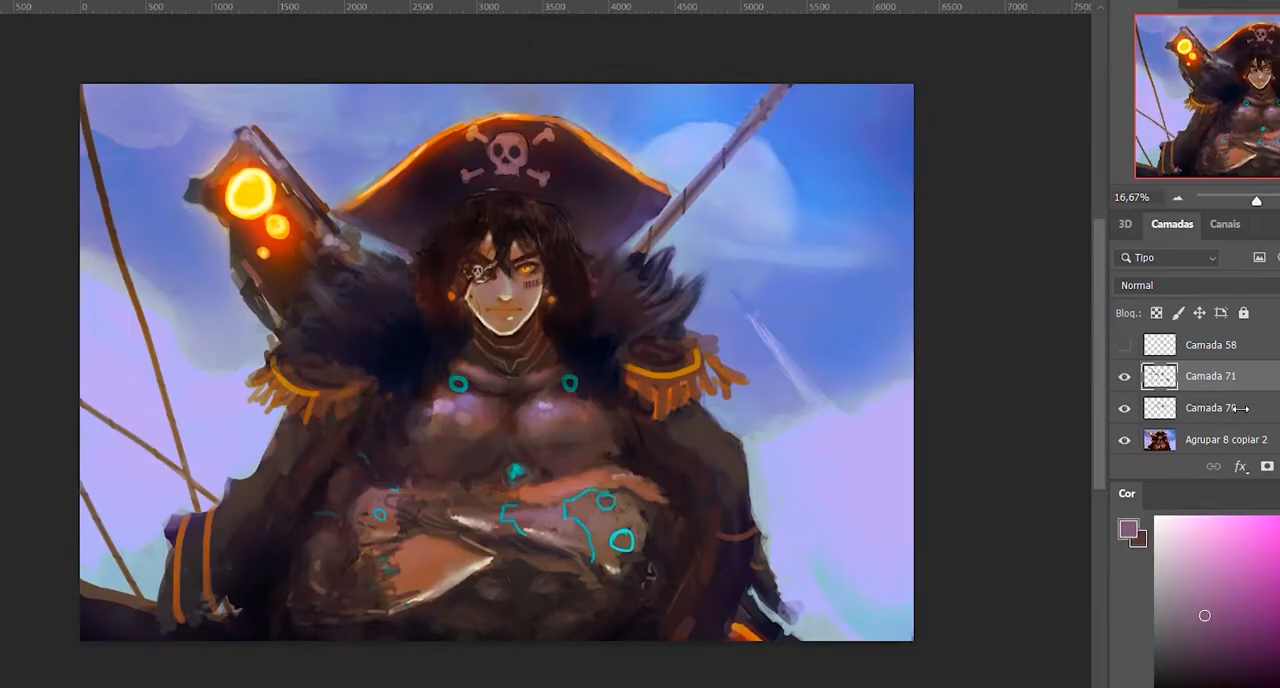 500 0 500 1000 1500 2000 2500 3000 3500 4000 4500 5000 5500 6000 6500 7000 7500
16,67%
3D Camadas Canais
Tipo
Normal
Bloq.:
Camada 58
Camada 71
Camada 70
Agrupar 8 copiar 2
fx
Cor